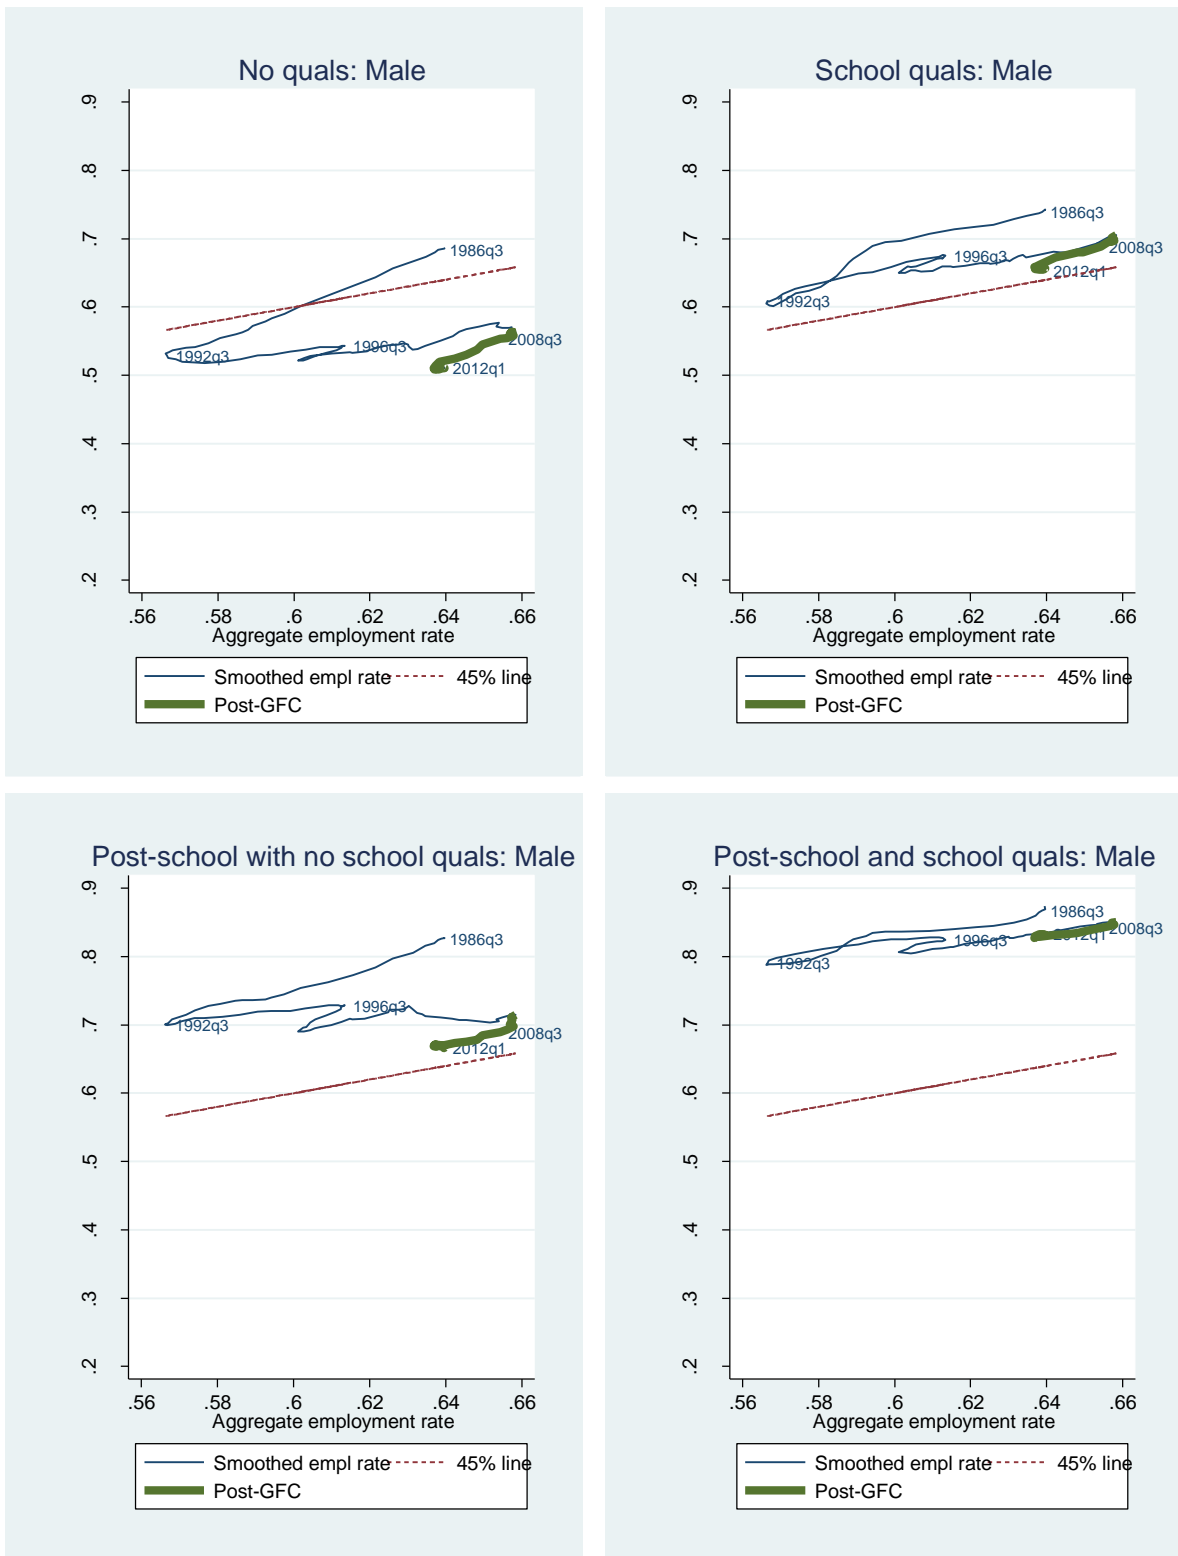 No quals: Male
.9
.8
.7
.6
.5
.4
.3
.2
1986q3
1992q3
1996q3
2008q3
2012q1
.56 .58 .6 .62 .64 .66
Aggregate employment rate
Smoothed empl rate 45% line
Post-GFC
School quals: Male
.9
.8
.7
.6
.5
.4
.3
.2
1986q3
1996q3
2008q3
2012q1
1992q3
.56 .58 .6 .62 .64 .66
Aggregate employment rate
Smoothed empl rate 45% line
Post-GFC
Post-school with no school quals: Male
.9
.8
.7
.6
.5
.4
.3
.2
1986q3
1996q3
1992q3
2008q3
2012q1
.56 .58 .6 .62 .64 .66
Aggregate employment rate
Smoothed empl rate 45% line
Post-GFC
Post-school and school quals: Male
.9
.8
.7
.6
.5
.4
.3
.2
1986q3
2008q3
2012q1
1996q3
1992q3
.56 .58 .6 .62 .64 .66
Aggregate employment rate
Smoothed empl rate 45% line
Post-GFC